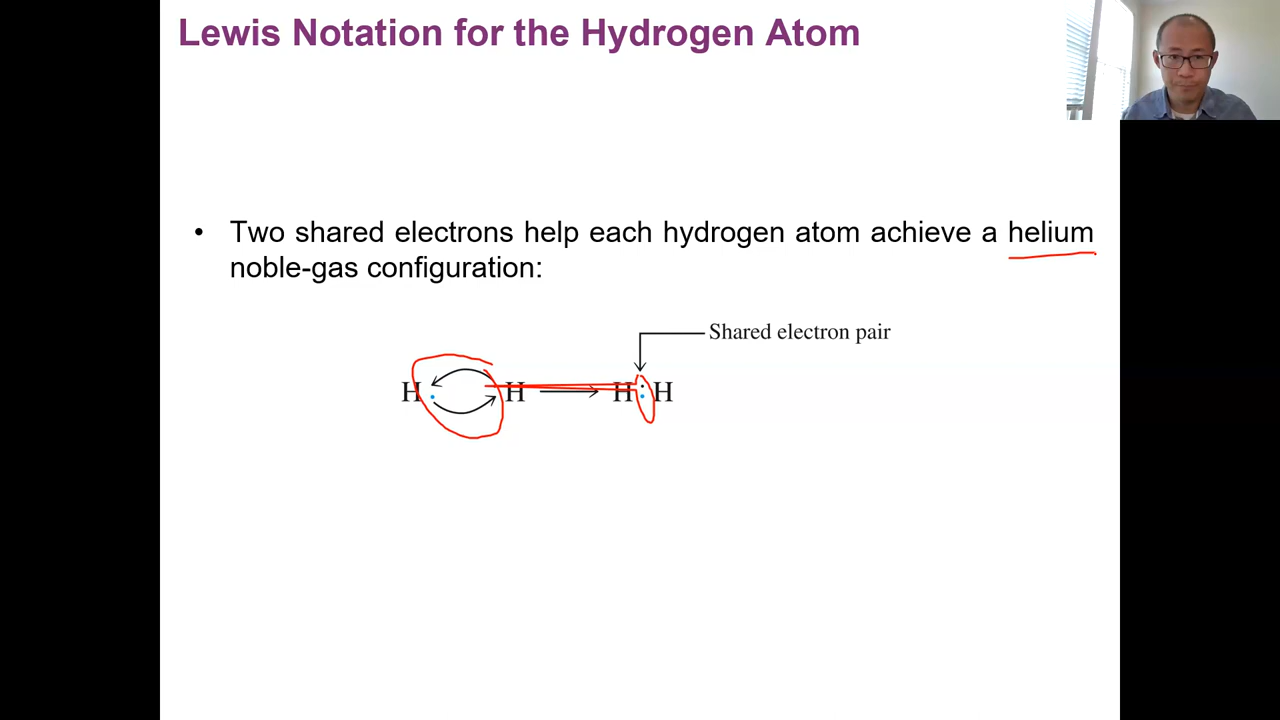 Lewis Notation for the Hydrogen Atom
• Two shared electrons help each hydrogen atom achieve a helium
noble-gas configuration:
Shared electron pair
H· ·H → H:H